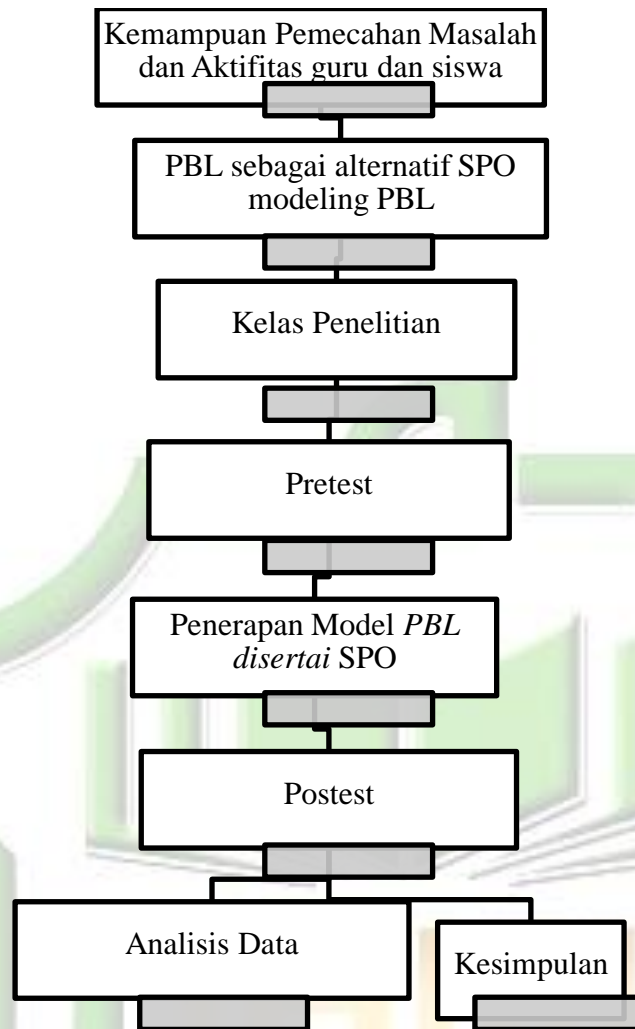 Kemampuan Pemecahan Masalah
dan Aktifitas guru dan siswa
PBL sebagai alternatif SPO
modeling PBL
Kelas Penelitian
Pretest
Penerapan Model PBL
disertai SPO
Postest
Analisis Data
Kesimpulan